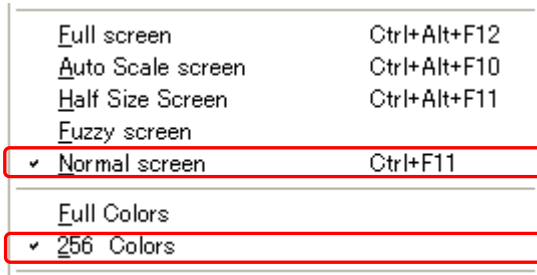 Full screen Ctrl+Alt+F12
Auto Scale screen Ctrl+Alt+F10
Half Size Screen Ctrl+Alt+F11
Fuzzy screen
Normal screen Ctrl+F11
Full Colors
256 Colors